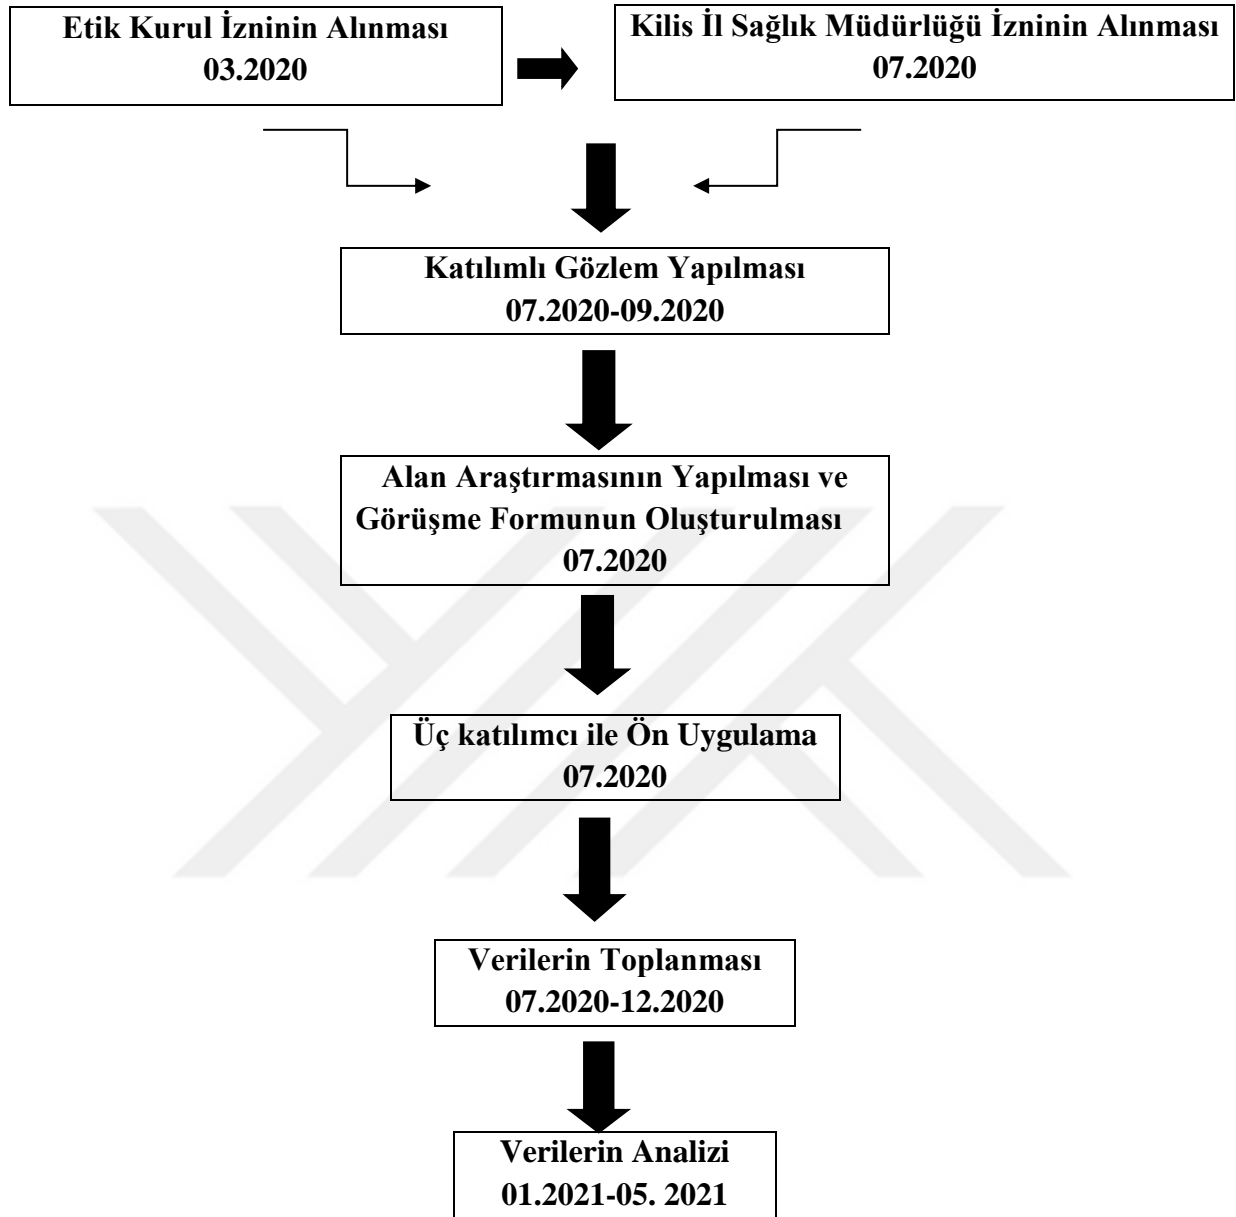 Etik Kurul İzninin Alınması
03.2020
Kilis İl Sağlık Müdürlüğü İzninin Alınması
07.2020
Katılımlı Gözlem Yapılması
07.2020-09.2020
Alan Araştırmasının Yapılması ve
Görüşme Formunun Oluşturulması
07.2020
Üç katılımcı ile Ön Uygulama
07.2020
Verilerin Toplanması
07.2020-12.2020
Verilerin Analizi
01.2021-05. 2021